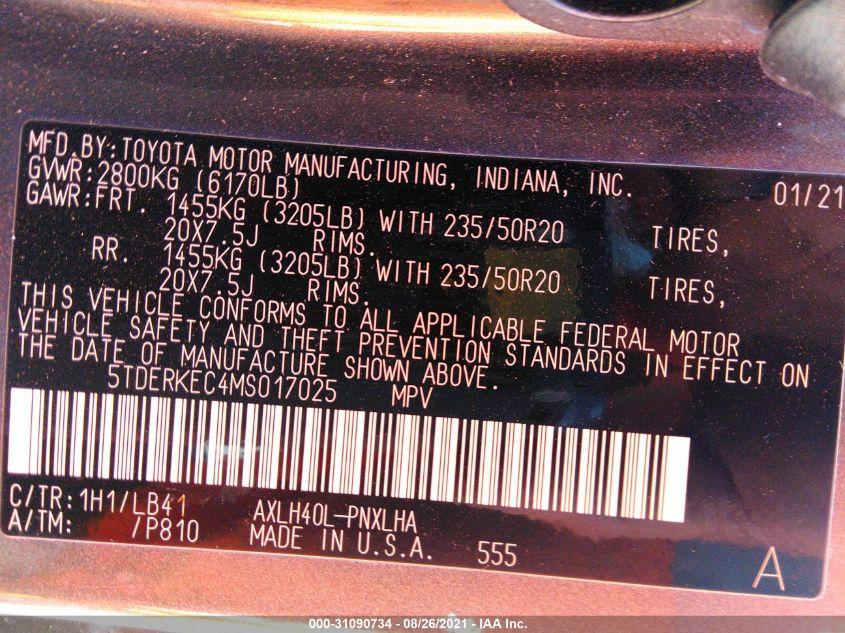 MFD.BY:TOYOTA MOTOR MANUFACTURING, INDIANA, INC. 01/21
GVWR:2800KG (6170LB)
GAWR:FRT. 1455KG (3205LB) WITH 235/50R20 TIRES,
20X7.5J RIMS.
RR. 1455KG (3205LB) WITH 235/50R20 TIRES,
20X7.5J RIMS.
THIS VEHICLE CONFORMS TO ALL APPLICABLE FEDERAL MOTOR
VEHICLE SAFETY AND THEFT PREVENTION STANDARDS IN EFFECT ON
THE DATE OF MANUFACTURE SHOWN ABOVE.
5TDERKEC4MS017025 MPV
C/TR:1H1/LB41 AXLH40L-PNXLHA
A/TM: /P810 MADE IN U.S.A. 555 A
000-31090734 - 08/26/2021 - IAA Inc.